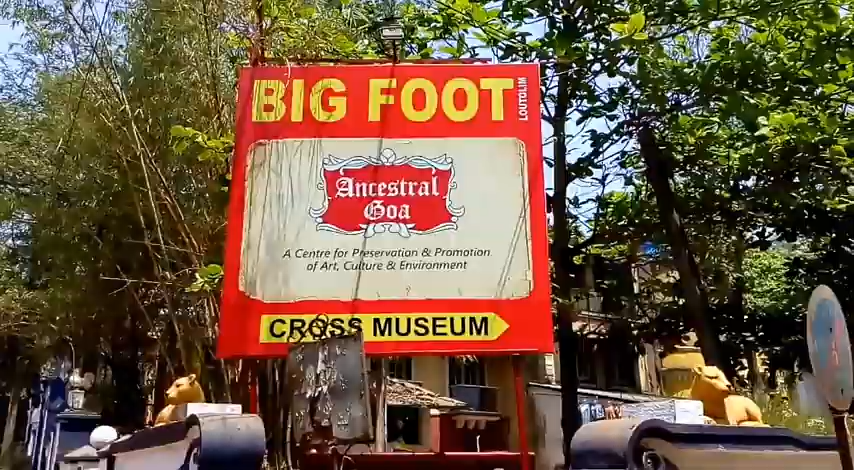 BIG FOOT
LOUTOLIM
Ancestral
Goa
A Centre for Preservation & Promotion
of Art, Culture & Environment
CROSS MUSEUM